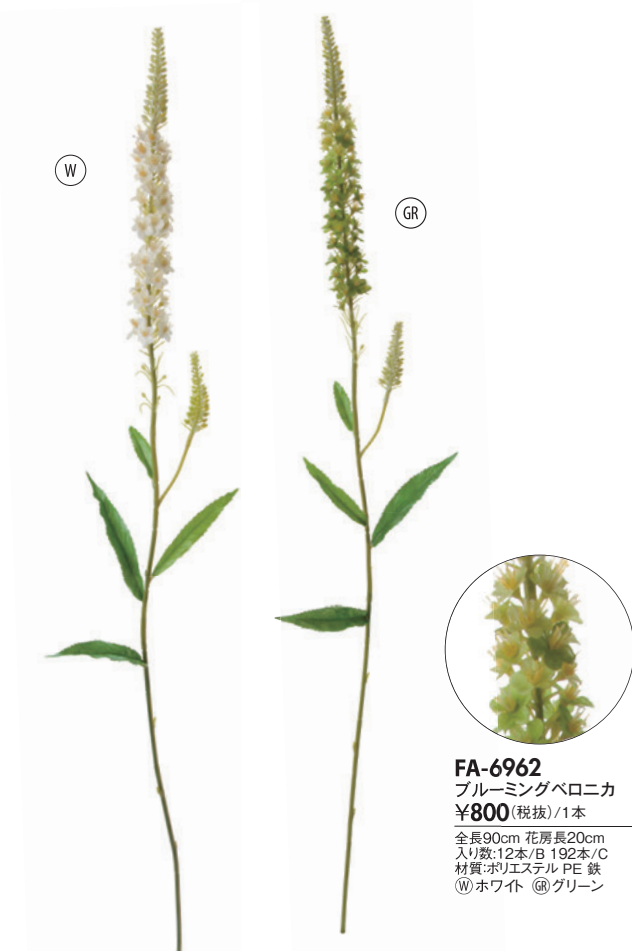 W
GR
FA-6962
ブルーミングベロニカ
¥800(税抜)/1本
全長90cm 花房長20cm
入り数:12本/B 192本/C
材質:ポリエステル PE 鉄
Ⓦホワイト GRグリーン